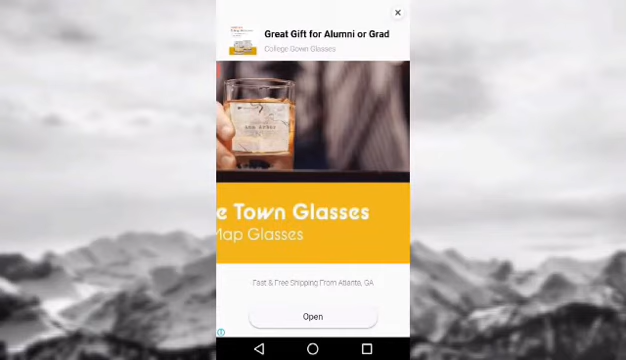 Great Gift for Alumni or Grad
College Town Glasses
e Town Glasses
Map Glasses
Fast & Free Shipping From Atlanta, GA
Open